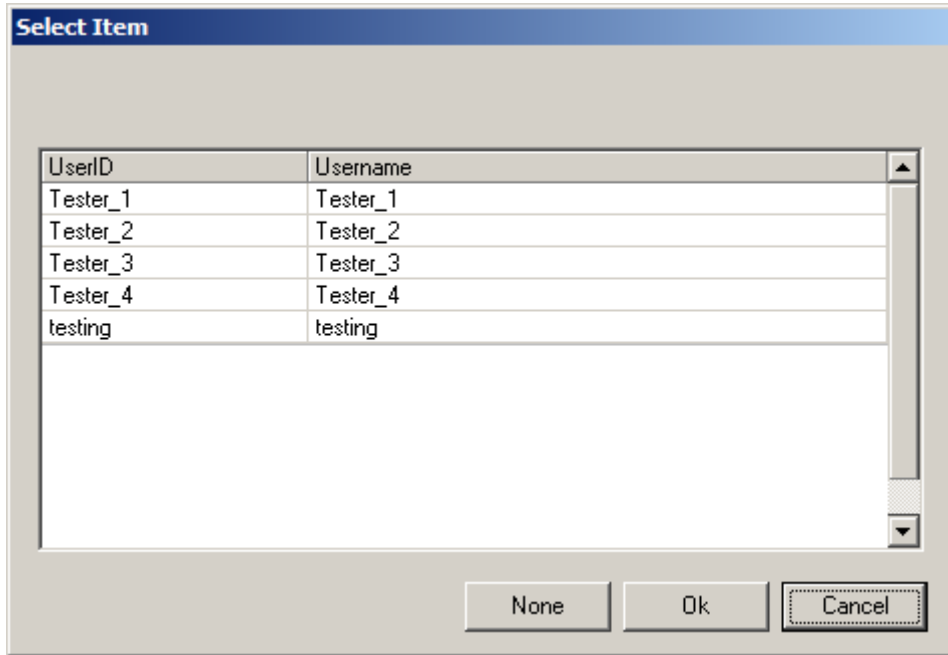 Select Item
UserID Username
Tester_1 Tester_1
Tester_2 Tester_2
Tester_3 Tester_3
Tester_4 Tester_4
testing testing
None Ok Cancel